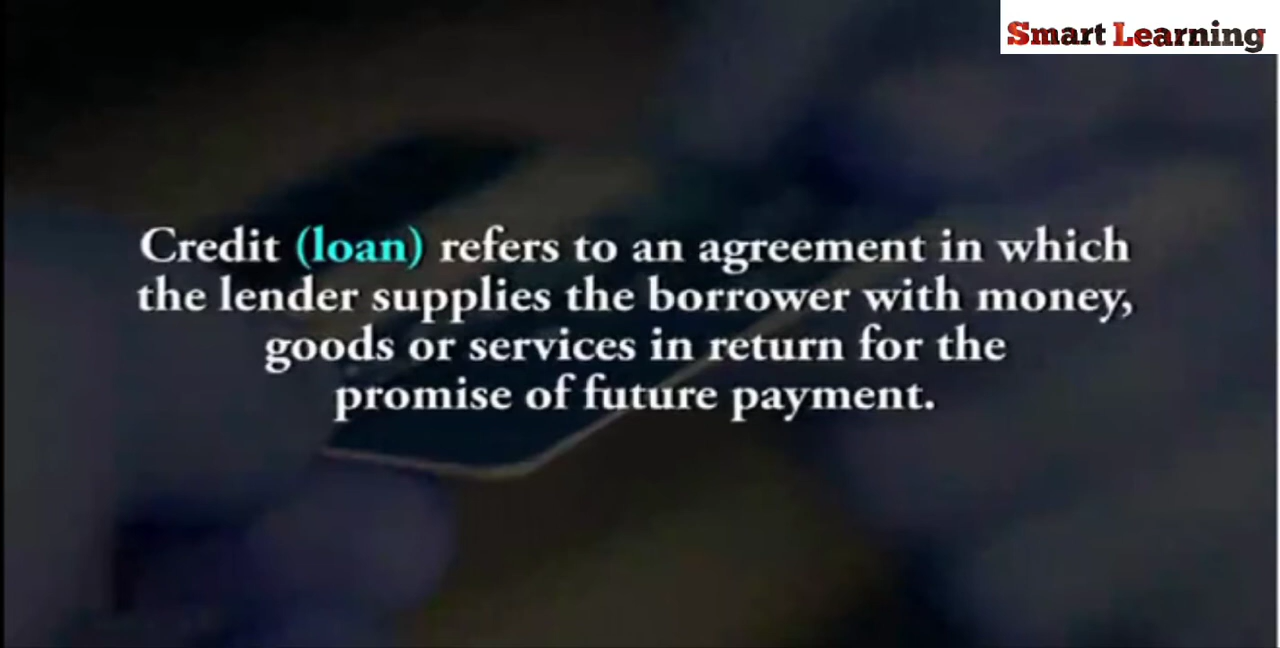 Smart Learning
Credit (loan) refers to an agreement in which
the lender supplies the borrower with money,
goods or services in return for the
promise of future payment.